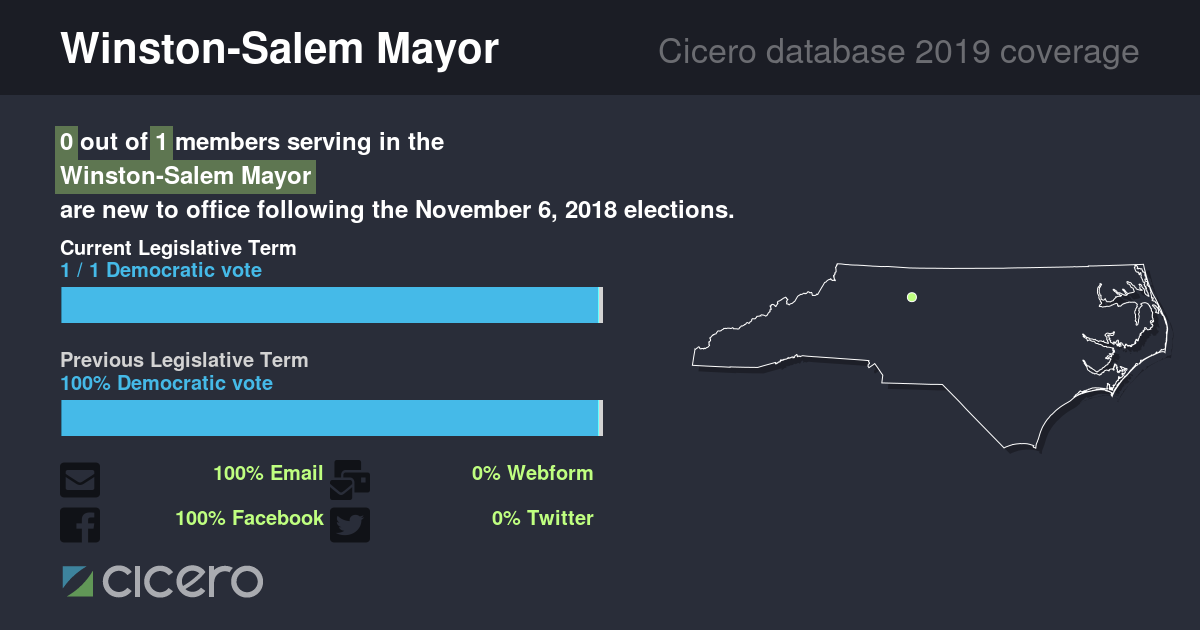 Winston-Salem Mayor
Cicero database 2019 coverage
0 out of 1 members serving in the
Winston-Salem Mayor
are new to office following the November 6, 2018 elections.
Current Legislative Term
1 / 1 Democratic vote
Previous Legislative Term
100% Democratic vote
100% Email
0% Webform
100% Facebook
0% Twitter
cicero